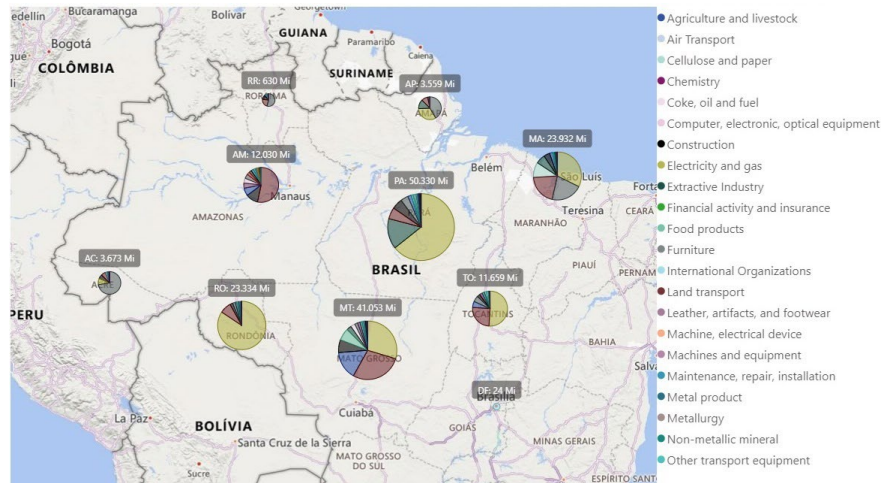 edellin
Bucaramanga
Bolívar
Georgetown
GUIANA
Paramaribo
Caiena
Bogotá
COLÔMBIA
SURINAME
li
RR: 630 Mi
RORAIMA
AP: 3.559 Mi
AMAPÁ
MA: 23.932 Mi
AM: 12.030 Mi
Belém
São Luís
Manaus
PA: 50.330 Mi
PARÁ
Forta
Teresina
CEARÁ
AMAZONAS
MARANHÃO
AC: 3.673 Mi
ACRE
BRASIL
PIAUÍ
PERNAM
RO: 23.334 Mi
TO: 11.659 Mi
PERU
RONDÔNIA
MT: 41.053 Mi
TOCANTINS
MATO GROSSO
BAHIA
Salva
DF: 24 Mi
Brasília
Cuiabá
La Paz
BOLÍVIA
GOIÁS
Santa Cruz de la Sierra
MINAS GERAIS
MATO GROSSO
DO SUL
Sucre
ESPÍRITO SANT
Agriculture and livestock
Air Transport
Cellulose and paper
Chemistry
Coke, oil and fuel
Computer, electronic, optical equipment
Construction
Electricity and gas
Extractive Industry
Financial activity and insurance
Food products
Furniture
International Organizations
Land transport
Leather, artifacts, and footwear
Machine, electrical device
Machines and equipment
Maintenance, repair, installation
Metal product
Metallurgy
Non-metallic mineral
Other transport equipment